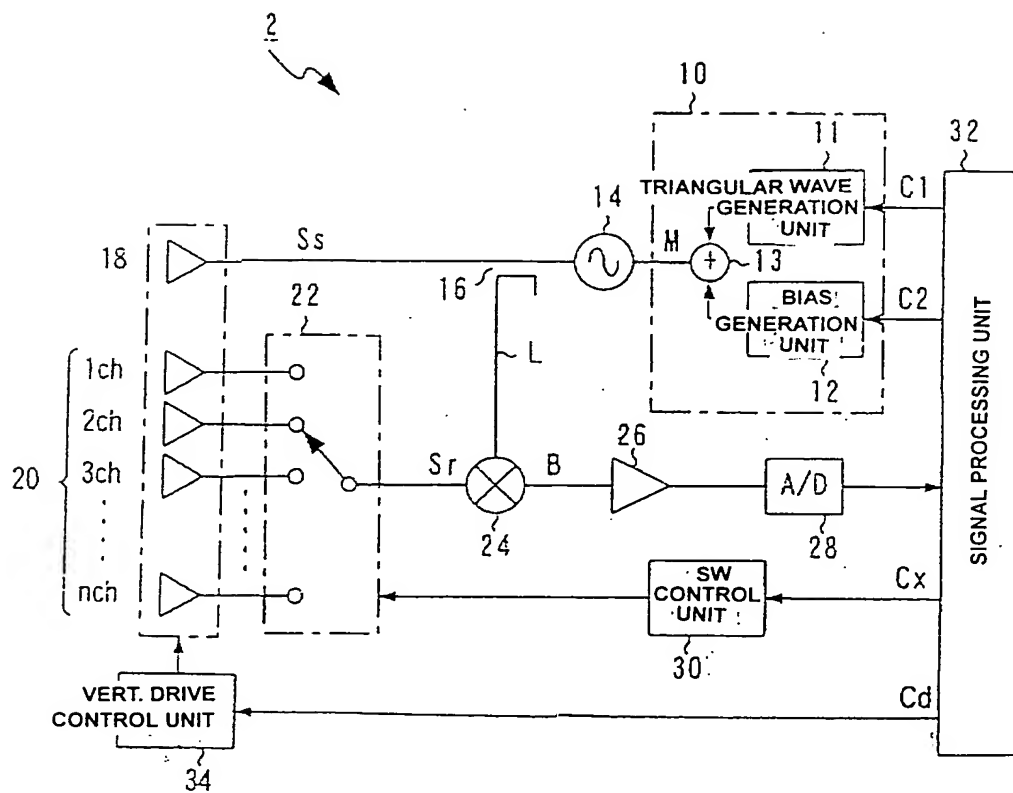 2
10
11
32
TRIANGULAR WAVE
GENERATION
UNIT
C1
14
18
Ss
M
+
13
16
BIAS
GENERATION
UNIT
C2
22
12
L
SIGNAL PROCESSING UNIT
1ch
2ch
26
20
3ch
Sr
B
A/D
24
28
nch
SW
CONTROL
UNIT
Cx
30
VERT. DRIVE
CONTROL UNIT
Cd
34